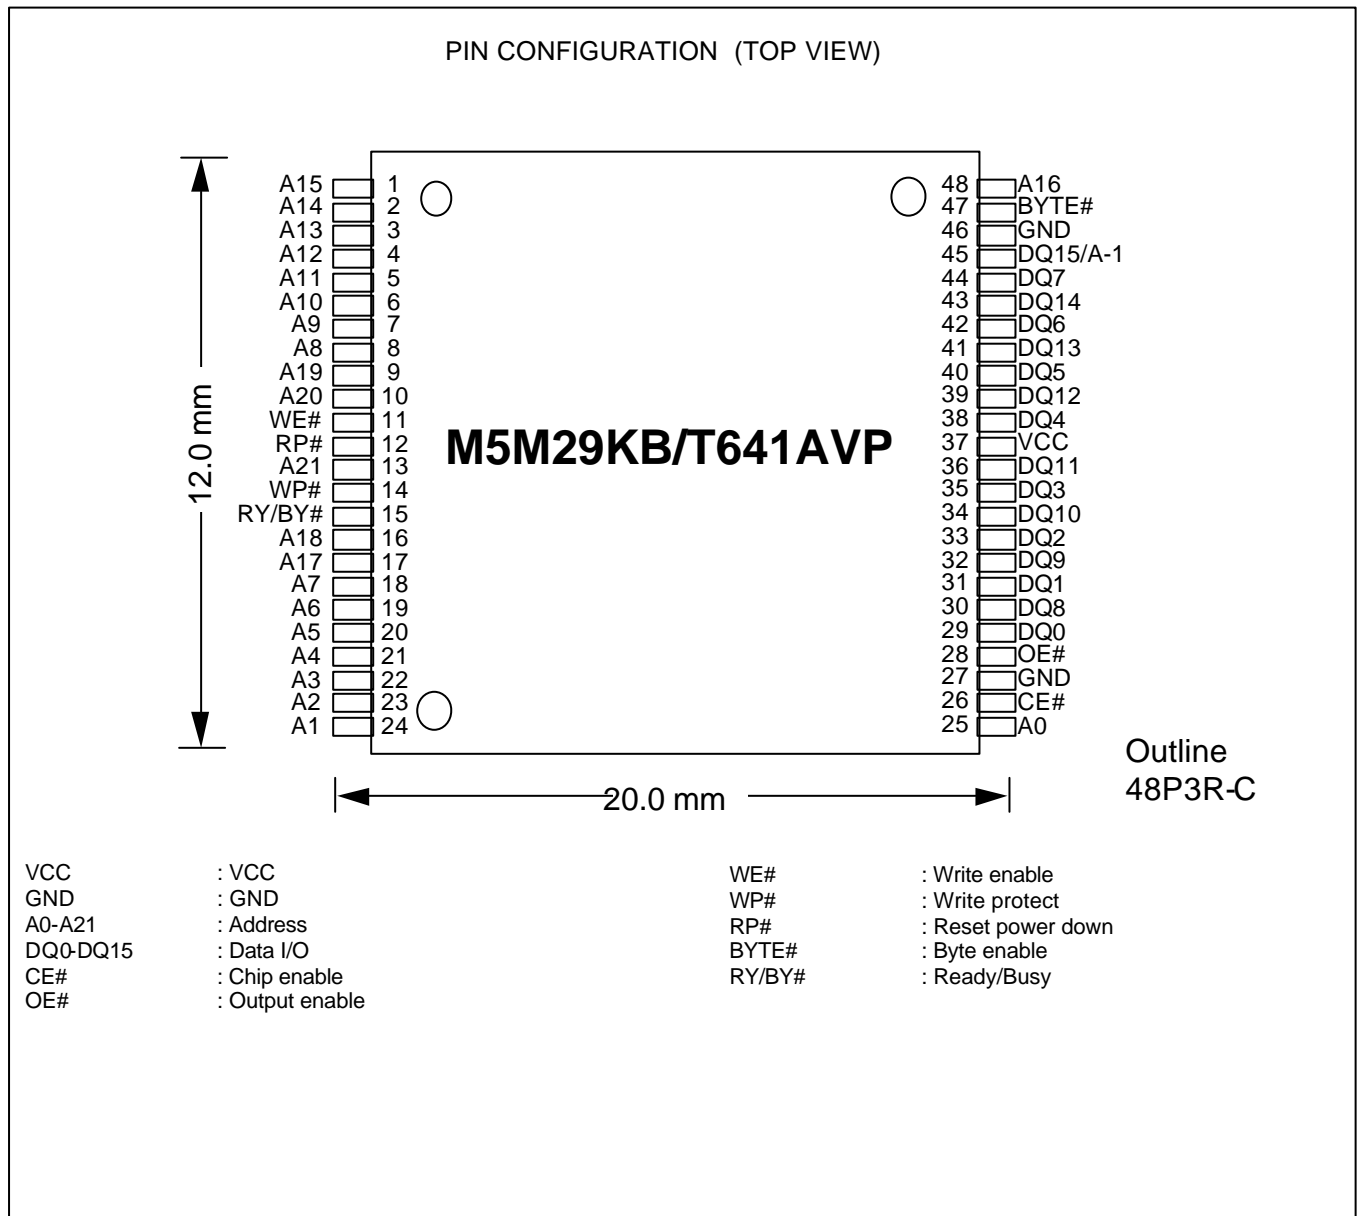 PIN CONFIGURATION (TOP VIEW)
A15 1 48 A16
A14 2 47 BYTE#
A13 3 46 GND
A12 4 45 DQ15/A-1
A11 5 44 DQ7
A10 6 43 DQ14
A9 7 42 DQ6
A8 8 41 DQ13
A19 9 40 DQ5
A20 10 39 DQ12
WE# 11 38 DQ4
RP# 12 37 VCC
A21 13 36 DQ11
WP# 14 35 DQ3
RY/BY# 15 34 DQ10
A18 16 33 DQ2
A17 17 32 DQ9
A7 18 31 DQ1
A6 19 30 DQ8
A5 20 29 DQ0
A4 21 28 OE#
A3 22 27 GND
A2 23 26 CE#
A1 24 25 A0
M5M29KB/T641AVP
12.0 mm
20.0 mm
Outline
48P3R-C
VCC : VCC
GND : GND
A0-A21 : Address
DQ0-DQ15 : Data I/O
CE# : Chip enable
OE# : Output enable
WE# : Write enable
WP# : Write protect
RP# : Reset power down
BYTE# : Byte enable
RY/BY# : Ready/Busy